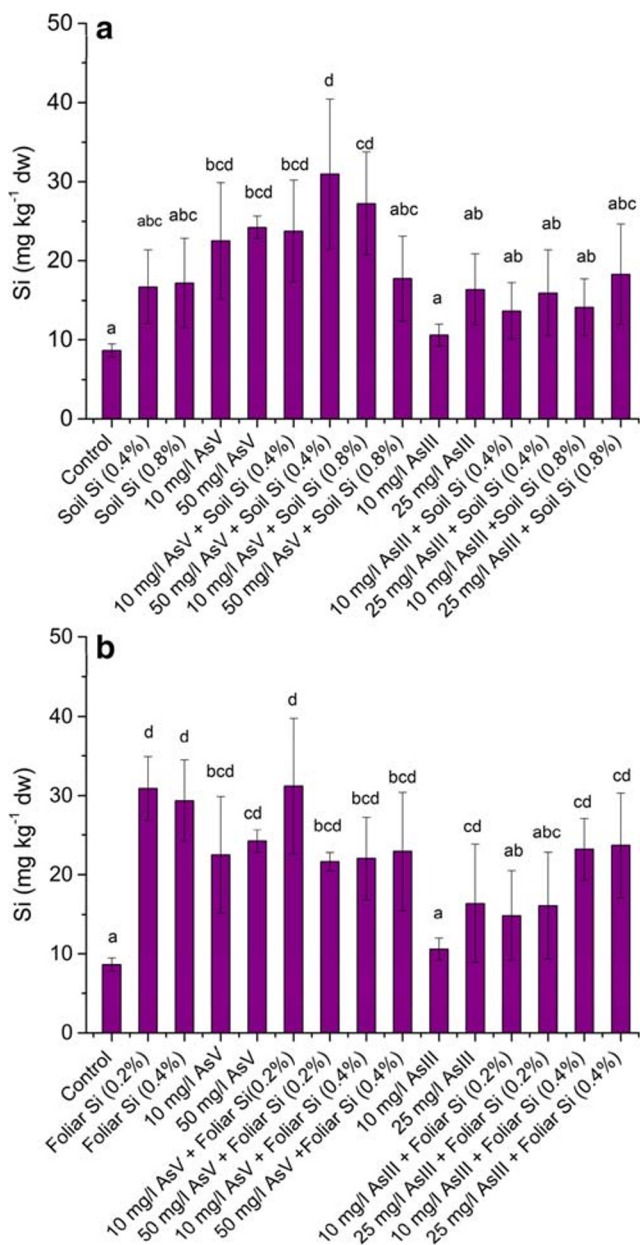 a
50
40
30
20
10
0
Si (mg kg⁻¹ dw)
a
abc
abc
bcd
bcd
bcd
d
cd
abc
a
ab
ab
ab
ab
abc
Control
Soil Si (0.4%)
Soil Si (0.8%)
10 mg/l AsV
50 mg/l AsV
10 mg/l AsV + Soil Si (0.4%)
50 mg/l AsV + Soil Si (0.4%)
10 mg/l AsV + Soil Si (0.8%)
50 mg/l AsV + Soil Si (0.8%)
10 mg/l AsIII
25 mg/l AsIII
10 mg/l AsIII + Soil Si (0.4%)
25 mg/l AsIII + Soil Si (0.4%)
10 mg/l AsIII +Soil Si (0.8%)
25 mg/l AsIII + Soil Si (0.8%)
b
50
40
30
20
10
0
Si (mg kg⁻¹ dw)
a
d
d
bcd
cd
d
bcd
bcd
bcd
a
cd
ab
abc
cd
cd
Control
Foliar Si (0.2%)
Foliar Si (0.4%)
10 mg/l AsV
50 mg/l AsV
10 mg/l AsV + Foliar Si(0.2%)
50 mg/l AsV + Foliar Si (0.2%)
10 mg/l AsV + Foliar Si (0.4%)
50 mg/l AsV +Foliar Si (0.4%)
10 mg/l AsIII
25 mg/l AsIII
10 mg/l AsIII + Foliar Si (0.2%)
25 mg/l AsIII + Foliar Si (0.2%)
10 mg/l AsIII + Foliar Si (0.4%)
25 mg/l AsIII + Foliar Si (0.4%)